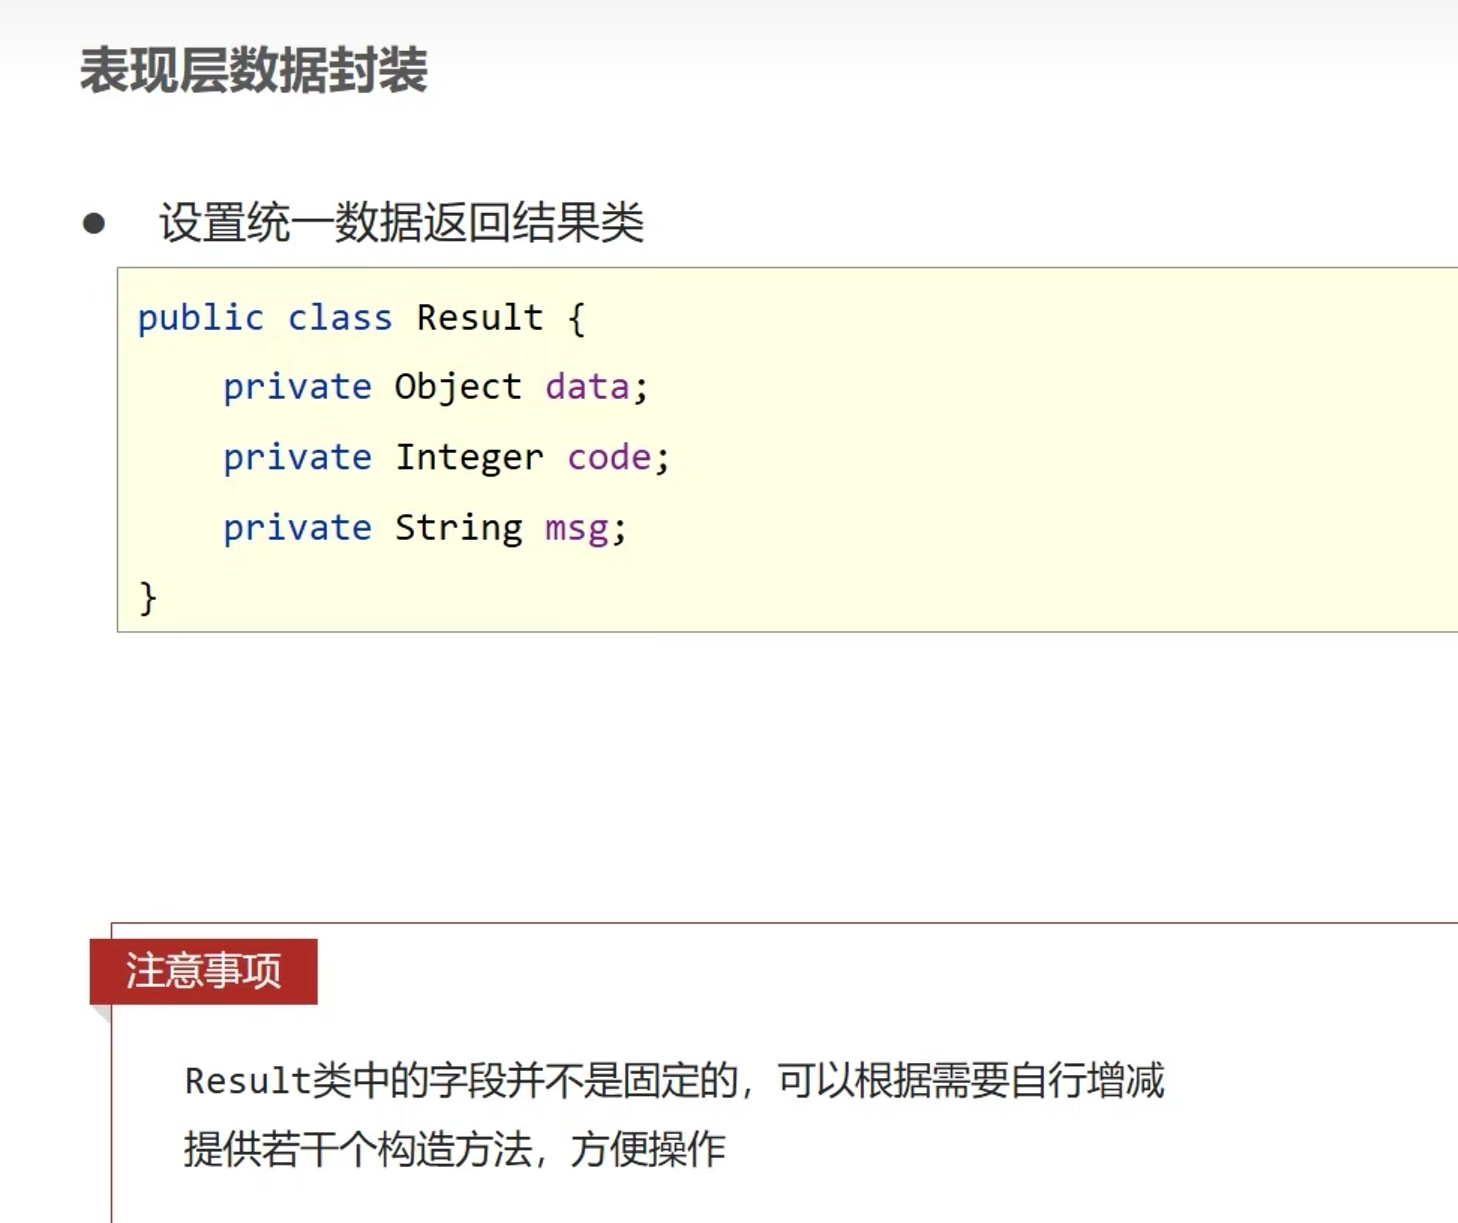 表现层数据封装
● 设置统一数据返回结果类
public class Result {
    private Object data;
    private Integer code;
    private String msg;
}
注意事项
Result类中的字段并不是固定的，可以根据需要自行增减
提供若干个构造方法，方便操作